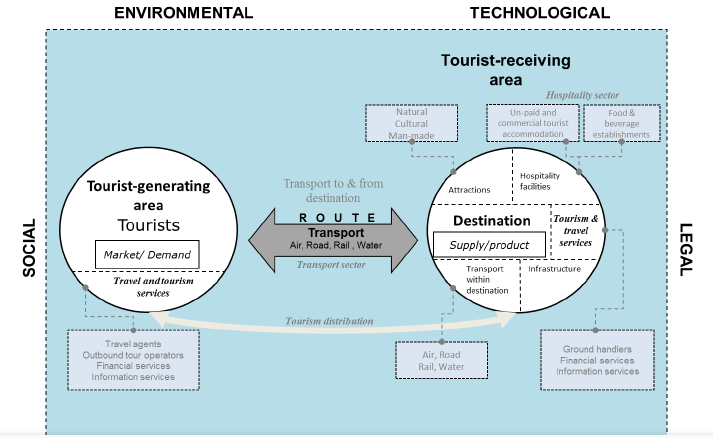 ENVIRONMENTAL
TECHNOLOGICAL
Tourist-receiving
area
Hospitality sector
Natural
Cultural
Man-made
Un-paid and
commercial tourist
accommodation
Food &
beverage
establishments
Attractions
Hospitality
facilities
Destination
Supply/product
Tourism &
travel
services
Transport
within
destination
Infrastructure
Tourist-generating
area
Tourists
Market/ Demand
Travel and tourism
services
Transport to & from
destination
R O U T E
Transport
Air, Road, Rail , Water
Transport sector
SOCIAL
LEGAL
Tourism distribution
Travel agents
Outbound tour operators
Financial services
Information services
Air, Road
Rail, Water
Ground handlers
Financial services
Information services